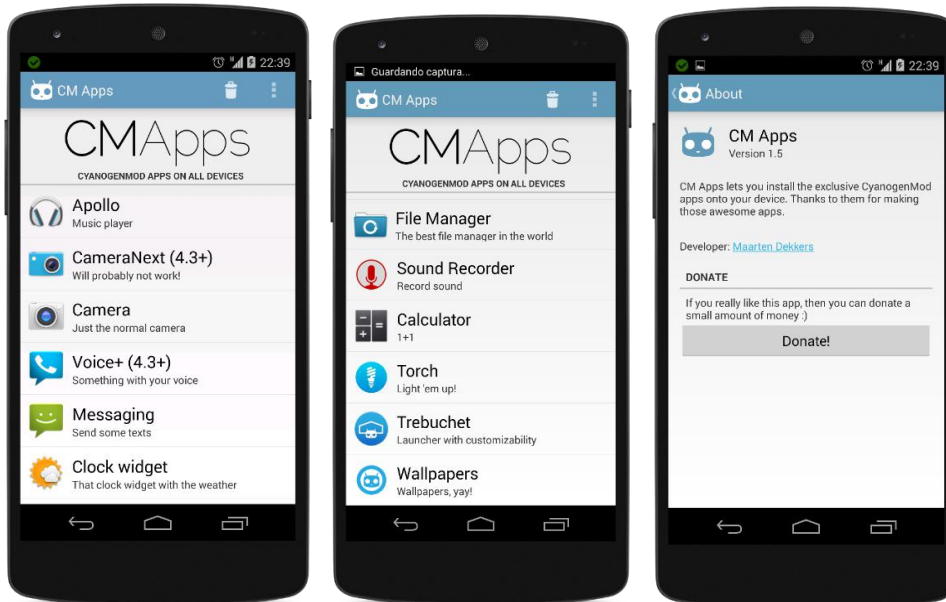 22:39
CM Apps
CMApps
CYANOGENMOD APPS ON ALL DEVICES
Apollo
Music player
CameraNext (4.3+)
Will probably not work!
Camera
Just the normal camera
Voice+ (4.3+)
Something with your voice
Messaging
Send some texts
Clock widget
That clock widget with the weather
Guardando captura...
CM Apps
CMApps
CYANOGENMOD APPS ON ALL DEVICES
File Manager
The best file manager in the world
Sound Recorder
Record sound
Calculator
1+1
Torch
Light 'em up!
Trebuchet
Launcher with customizability
Wallpapers
Wallpapers, yay!
22:39
About
CM Apps
Version 1.5
CM Apps lets you install the exclusive CyanogenMod
apps onto your device. Thanks to them for making
those awesome apps.
Developer: Maarten Dekkers
DONATE
If you really like this app, then you can donate a
small amount of money :)
Donate!